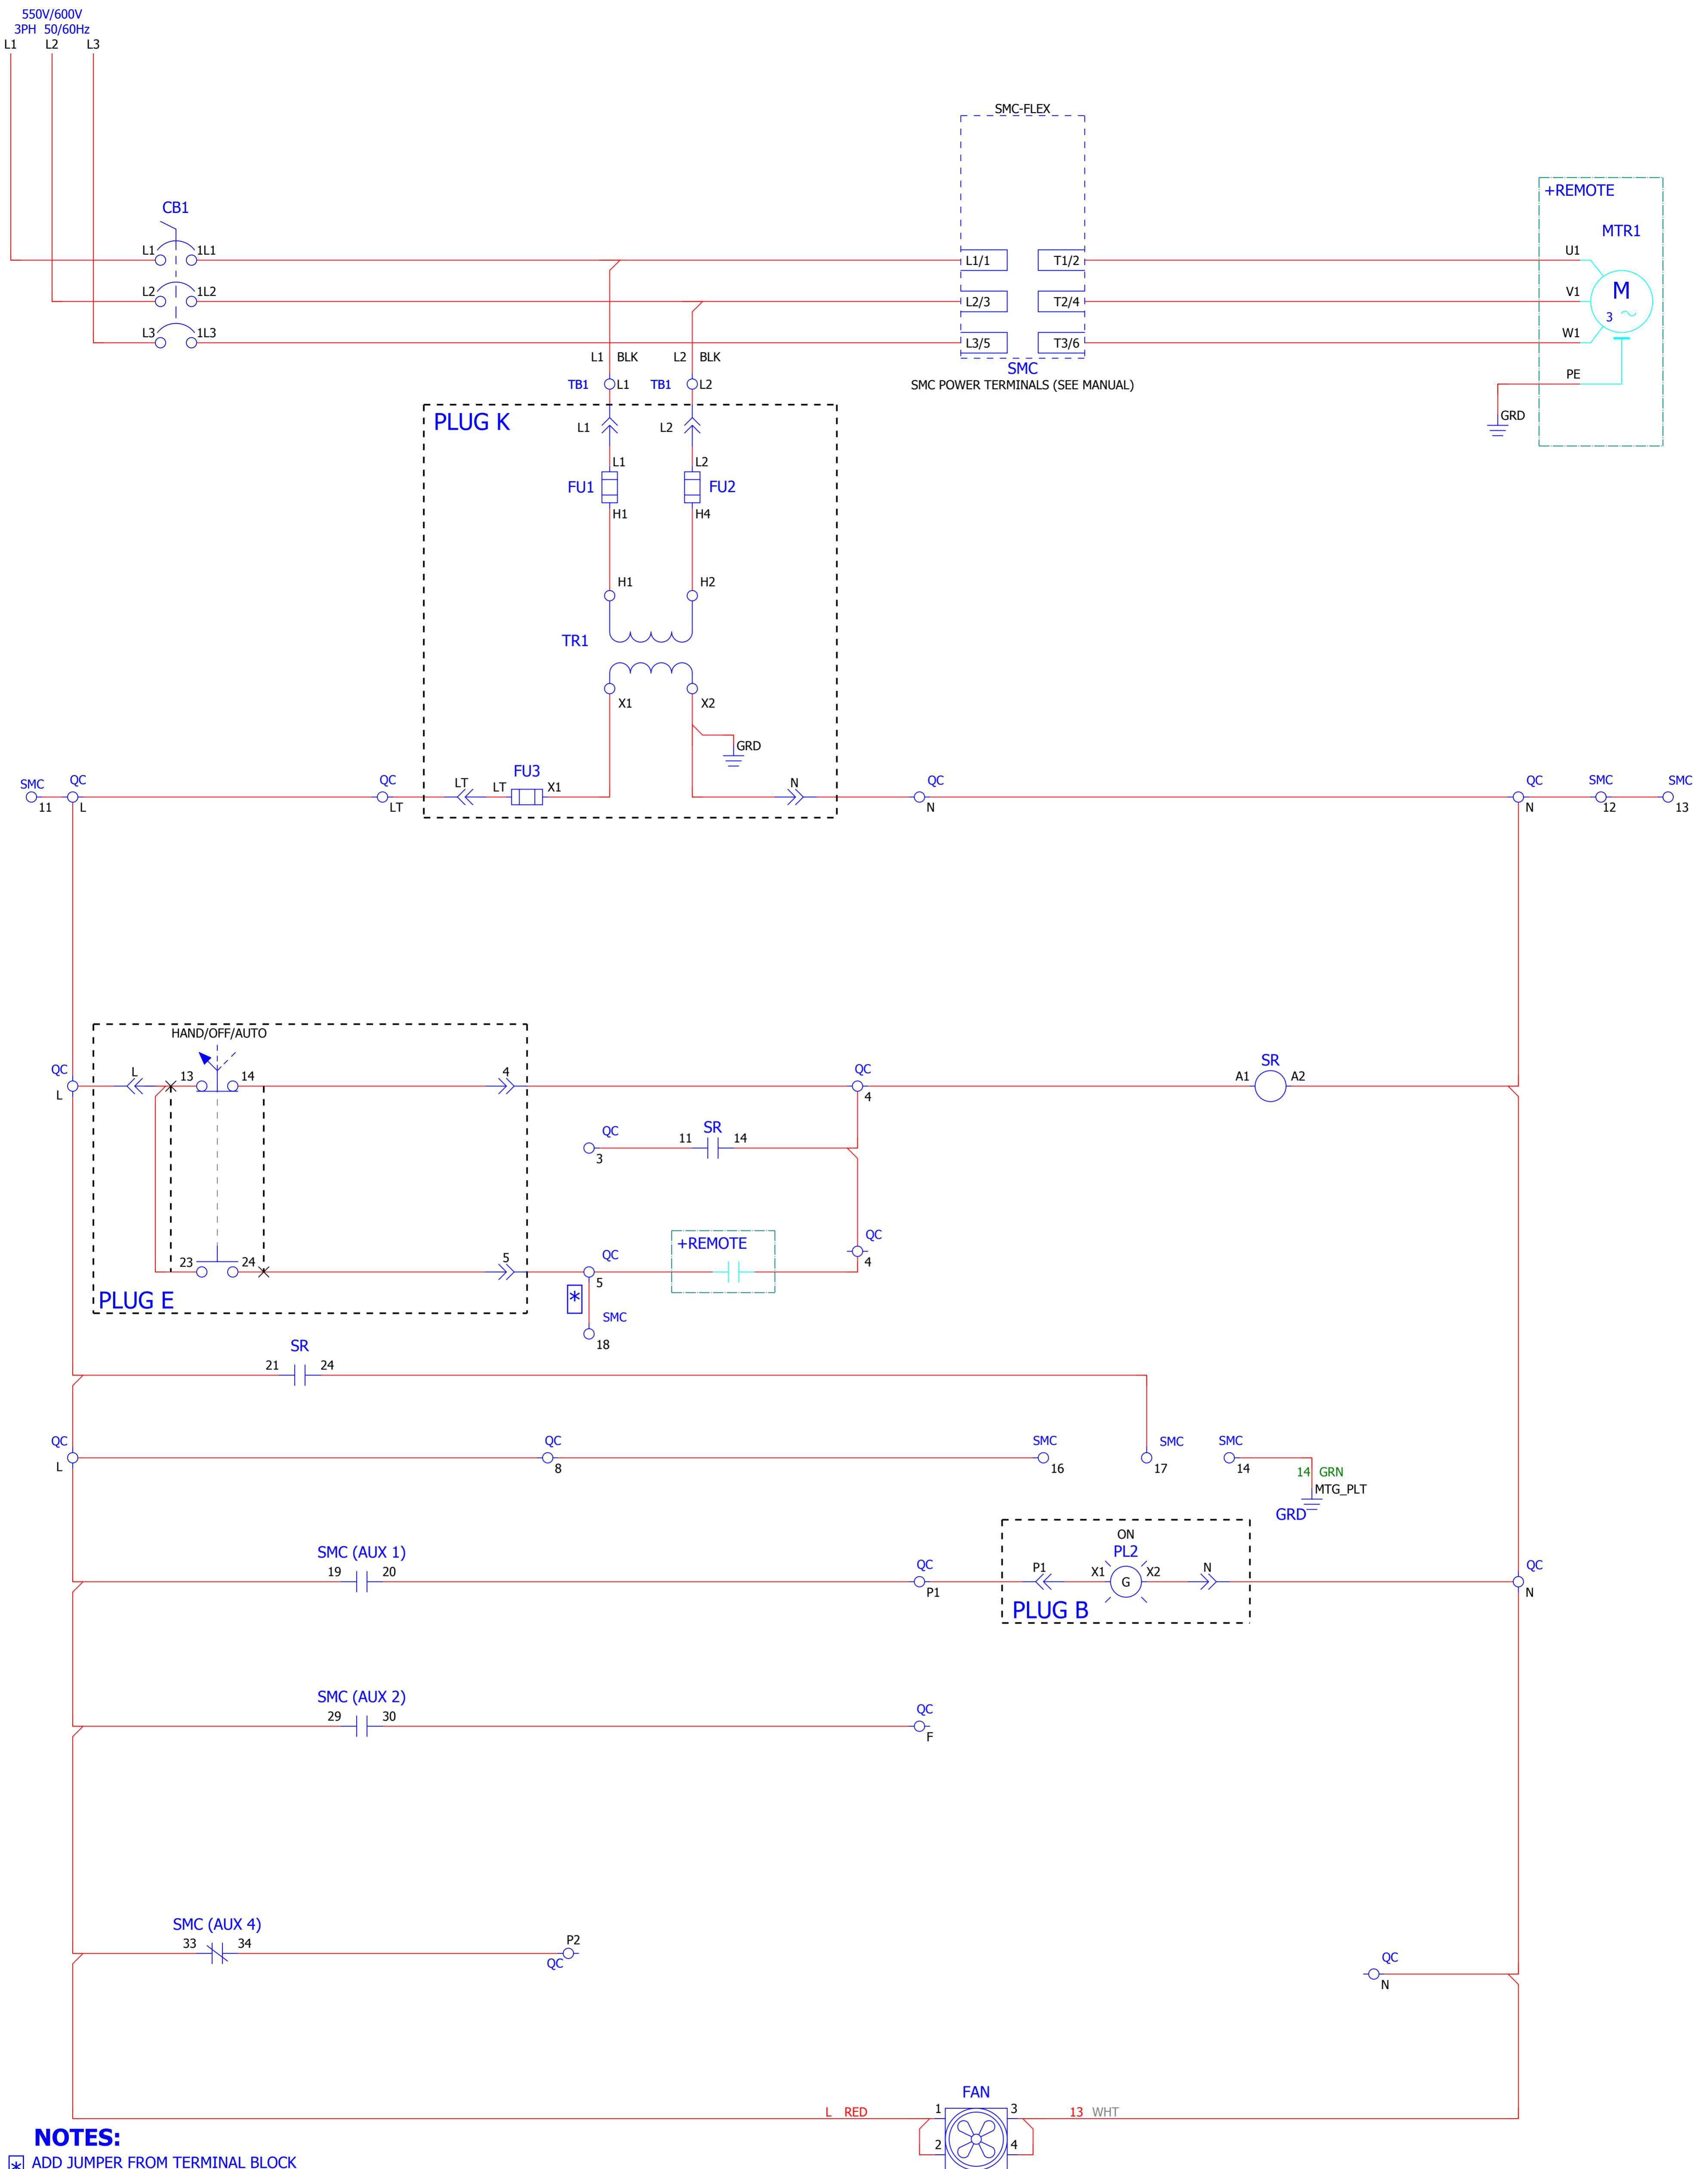 550V/600V
3PH 50/60Hz
L1 L2 L3
SMC-FLEX
+REMOTE
CB1
MTR1
L1 1L1
L1/1 T1/2
U1
L2 1L2
L2/3 T2/4
V1
M
3
L3 1L3
L3/5 T3/6
W1
L1 BLK L2 BLK
SMC
SMC POWER TERMINALS (SEE MANUAL)
PE
TB1 L1 TB1 L2
GRD
PLUG K
L1 L2
L1 L2
FU1 FU2
H1 H4
H1 H2
TR1
X1 X2
GRD
SMC QC QC LT LT FU3 X1 N QC QC SMC SMC
11 L LT N N 12 13
HAND/OFF/AUTO
QC L 13 14 4 QC SR
L 4 A1 A2
QC 11 SR 14
3
QC
4
+REMOTE
23 24 5 QC
5
PLUG E
*
SMC
18
SR
21 24
QC QC SMC SMC SMC
L 8 16 17 14
14 GRN
MTG_PLT
GRD
ON
PL2
SMC (AUX 1)
19 20 QC P1 X1 G X2 N QC
P1 N
PLUG B
SMC (AUX 2)
29 30 QC
F
SMC (AUX 4)
33 34 P2
QC
QC
N
FAN
L RED 1 3 13 WHT
2 4
NOTES:
* ADD JUMPER FROM TERMINAL BLOCK